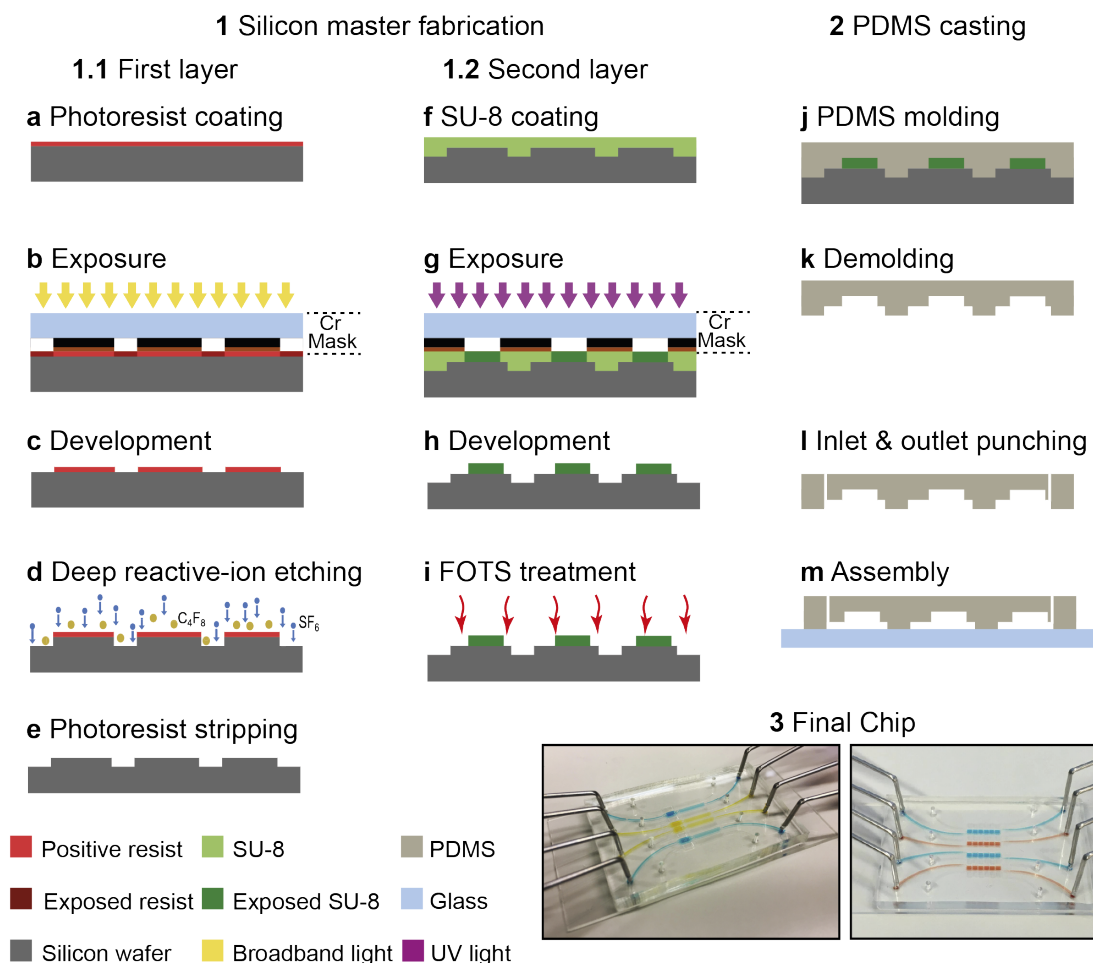 1 Silicon master fabrication
1.1 First layer
a Photoresist coating
b Exposure
Cr
Mask
c Development
d Deep reactive-ion etching
C₄F₈
SF₆
e Photoresist stripping
1.2 Second layer
f SU-8 coating
g Exposure
Cr
Mask
h Development
i FOTS treatment
2 PDMS casting
j PDMS molding
k Demolding
l Inlet & outlet punching
m Assembly
3 Final Chip
Positive resist
SU-8
PDMS
Exposed resist
Exposed SU-8
Glass
Silicon wafer
Broadband light
UV light